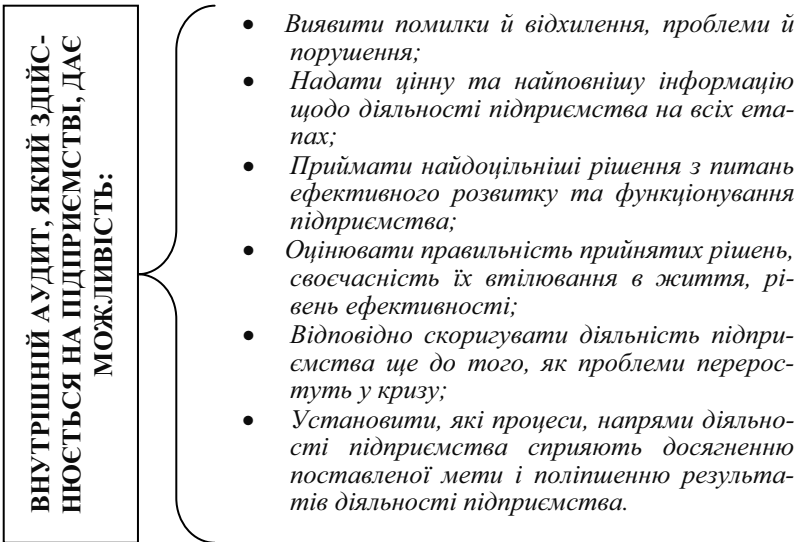 ВНУТРІШНІЙ АУДИТ, ЯКИЙ ЗДІЙС-
НЮЄТЬСЯ НА ПІДПРИЄМСТВІ, ДАЄ
МОЖЛИВІСТЬ:
• Виявити помилки й відхилення, проблеми й
порушення;
• Надати цінну та найповнішу інформацію
щодо діяльності підприємства на всіх ета-
пах;
• Приймати найдоцільніші рішення з питань
ефективного розвитку та функціонування
підприємства;
• Оцінювати правильність прийнятих рішень,
своєчасність їх втілювання в життя, рі-
вень ефективності;
• Відповідно скоригувати діяльність підпри-
ємства ще до того, як проблеми перерос-
туть у кризу;
• Установити, які процеси, напрями діяльно-
сті підприємства сприяють досягненню
поставленої мети і поліпшенню результа-
тів діяльності підприємства.